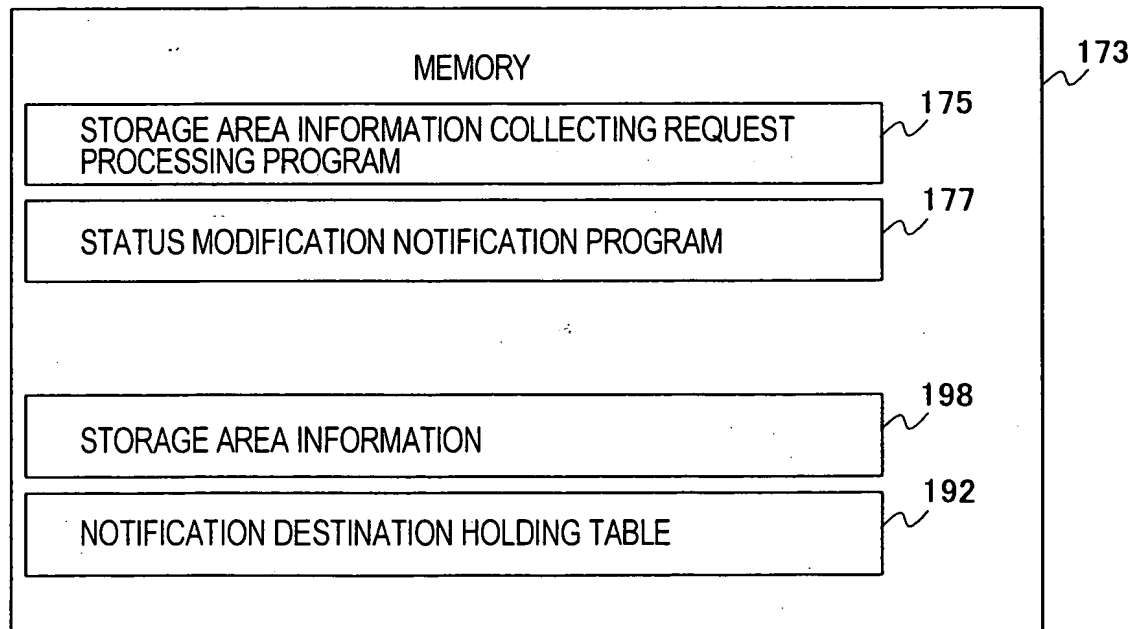 MEMORY
173
STORAGE AREA INFORMATION COLLECTING REQUEST
PROCESSING PROGRAM
175
STATUS MODIFICATION NOTIFICATION PROGRAM
177
STORAGE AREA INFORMATION
198
NOTIFICATION DESTINATION HOLDING TABLE
192